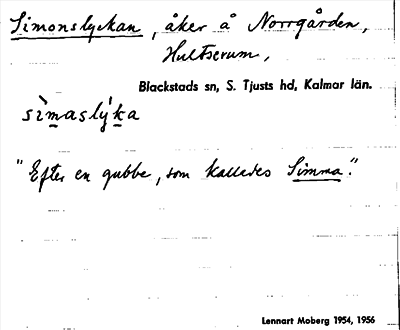 Simonslyckan, åker å Norrgården,
Hultserum,
Blackstads sn, S. Tjusts hd, Kalmar län.
sìmaslýka
"Efter en gubbe, som kallades Simma".
Lennart Moberg 1954, 1956